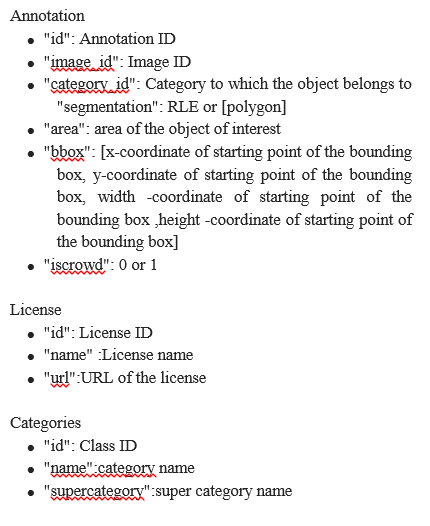 Annotation
• "id": Annotation ID
• "image_id": Image ID
• "category_id": Category to which the object belongs to
"segmentation": RLE or [polygon]
• "area": area of the object of interest
• "bbox": [x-coordinate of starting point of the bounding
box, y-coordinate of starting point of the bounding
box, width -coordinate of starting point of the
bounding box ,height -coordinate of starting point of
the bounding box]
• "iscrowd": 0 or 1
License
• "id": License ID
• "name" :License name
• "url":URL of the license
Categories
• "id": Class ID
• "name":category name
• "supercategory":super category name